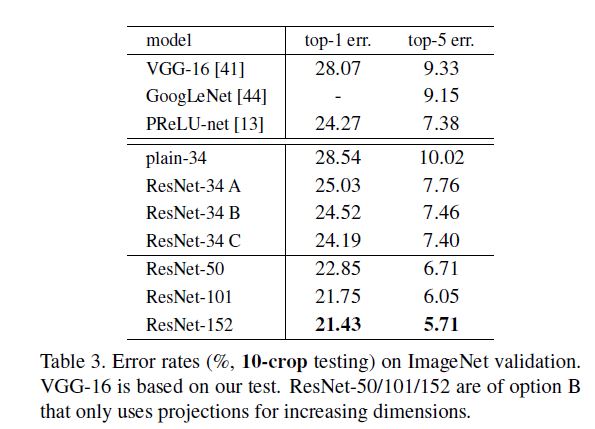 model top-1 err. top-5 err.
VGG-16 [41] 28.07 9.33
GoogLeNet [44] - 9.15
PReLU-net [13] 24.27 7.38
plain-34 28.54 10.02
ResNet-34 A 25.03 7.76
ResNet-34 B 24.52 7.46
ResNet-34 C 24.19 7.40
ResNet-50 22.85 6.71
ResNet-101 21.75 6.05
ResNet-152 21.43 5.71
Table 3. Error rates (%, 10-crop testing) on ImageNet validation.
VGG-16 is based on our test. ResNet-50/101/152 are of option B
that only uses projections for increasing dimensions.